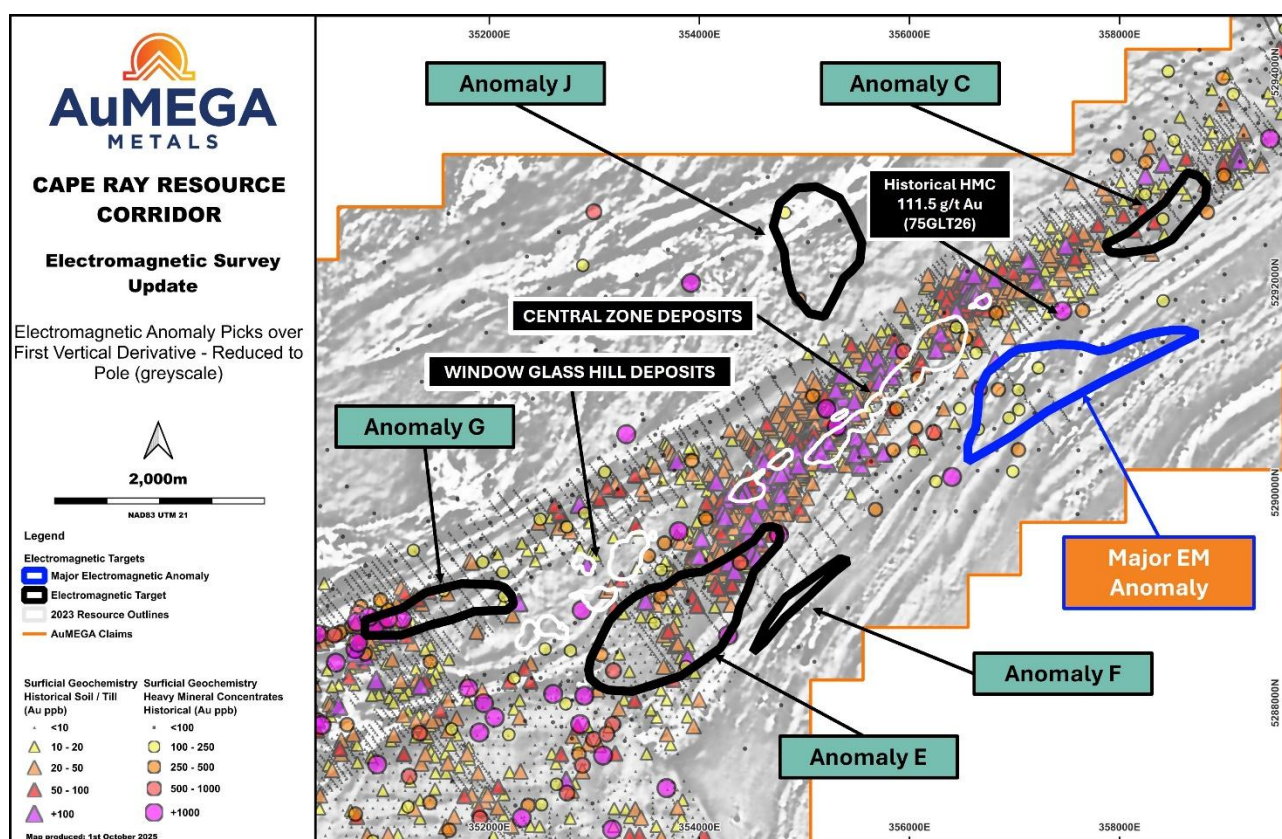 AuMEGA
METALS
CAPE RAY RESOURCE
CORRIDOR
Electromagnetic Survey
Update
Electromagnetic Anomaly Picks over
First Vertical Derivative - Reduced to
Pole (greyscale)
2,000m
NAD83 UTM 21
Legend
Electromagnetic Targets
Major Electromagnetic Anomaly
Electromagnetic Target
2023 Resource Outlines
AuMEGA Claims
Surficial Geochemistry
Historical Soil / Till
(Au ppb)
<10
10 - 20
20 - 50
50 - 100
+100
Surficial Geochemistry
Heavy Mineral Concentrates
Historical (Au ppb)
<100
100 - 250
250 - 500
500 - 1000
+1000
Map produced: 1st October 2025
352000E
354000E
356000E
358000E
Anomaly J
Anomaly C
Historical HMC
111.5 g/t Au
(75GLT26)
CENTRAL ZONE DEPOSITS
WINDOW GLASS HILL DEPOSITS
Anomaly G
Major EM
Anomaly
Anomaly F
Anomaly E
5294000N
5292000N
5290000N
5288000N
352000E
354000E
356000E
358000E